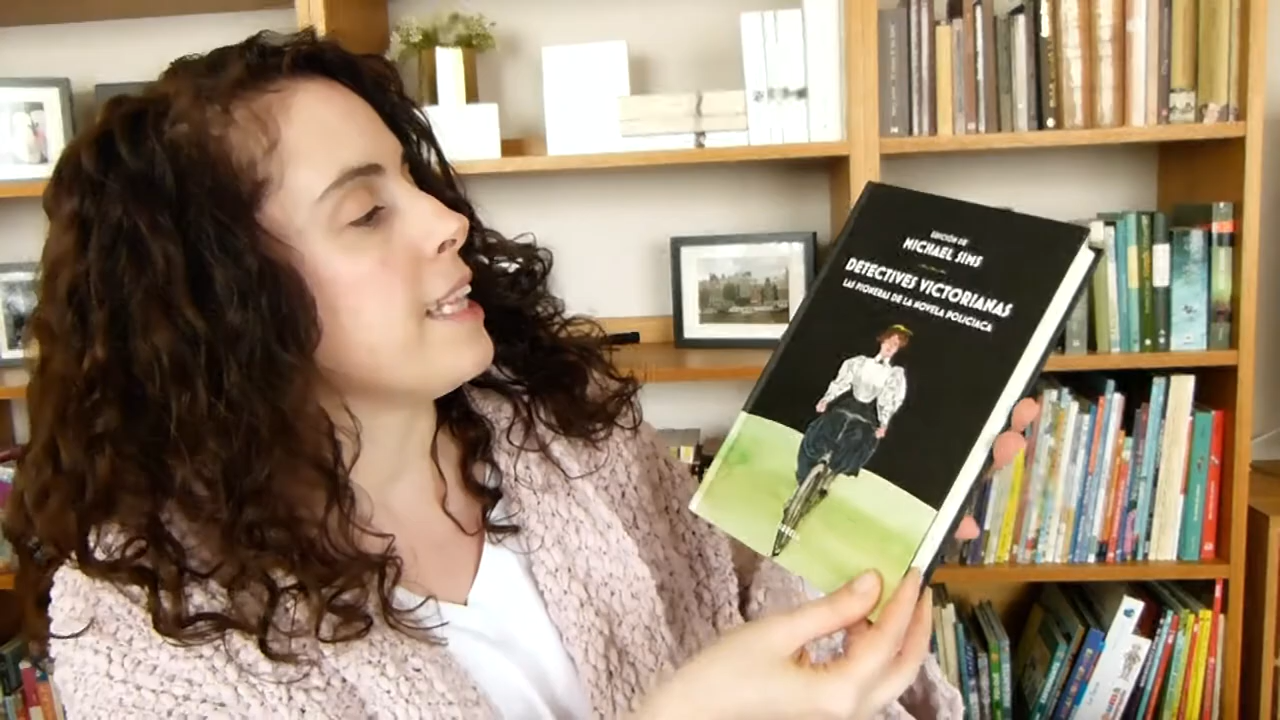 EDICIÓN DE
MICHAEL SIMS
DETECTIVES VICTORIANAS
LAS PIONERAS DE LA NOVELA POLICIACA